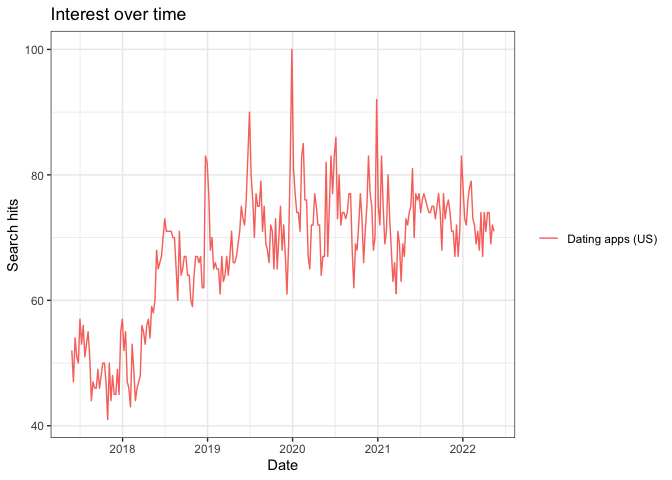 Interest over time
100
80
60
40
Search hits
2018 2019 2020 2021 2022
Date
Dating apps (US)